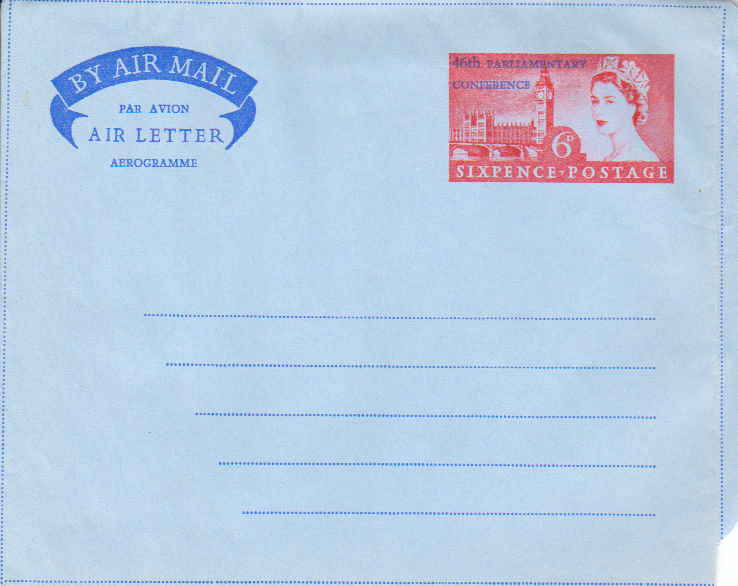 BY AIR MAIL
PAR AVION
AIR LETTER
AEROGRAMME
46th PARLIAMENTARY
CONFERENCE
6D
SIXPENCE·POSTAGE